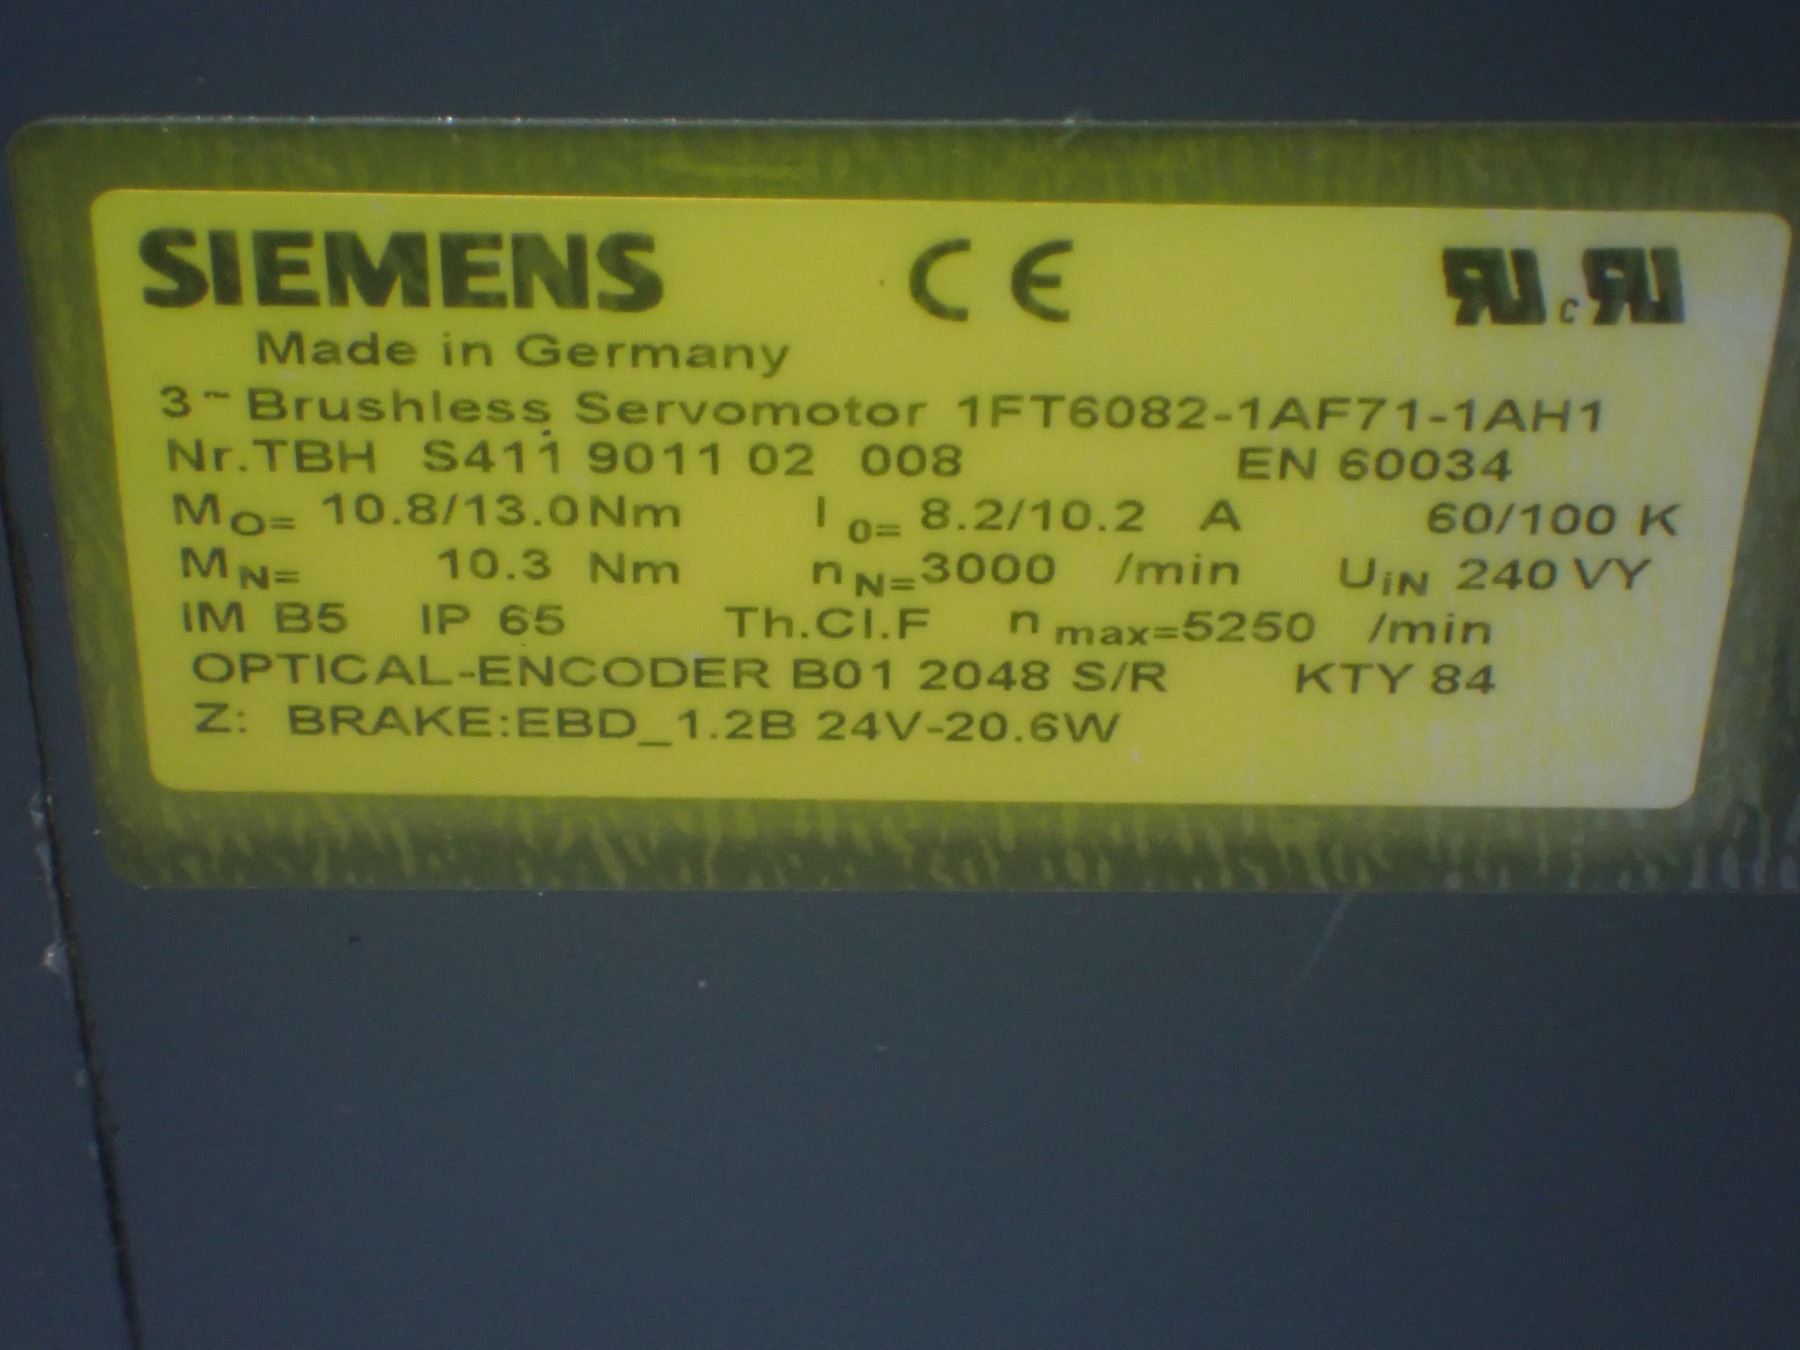 SIEMENS CE UR cUR
Made in Germany
3~Brushless Servomotor 1FT6082-1AF71-1AH1
Nr.TBH S411 9011 02 008 EN 60034
MO= 10.8/13.0Nm I0= 8.2/10.2 A 60/100 K
MN= 10.3 Nm nN=3000 /min UiN 240 VY
IM B5 IP 65 Th.Cl.F nmax=5250 /min
OPTICAL-ENCODER B01 2048 S/R KTY 84
Z: BRAKE:EBD_1.2B 24V-20.6W